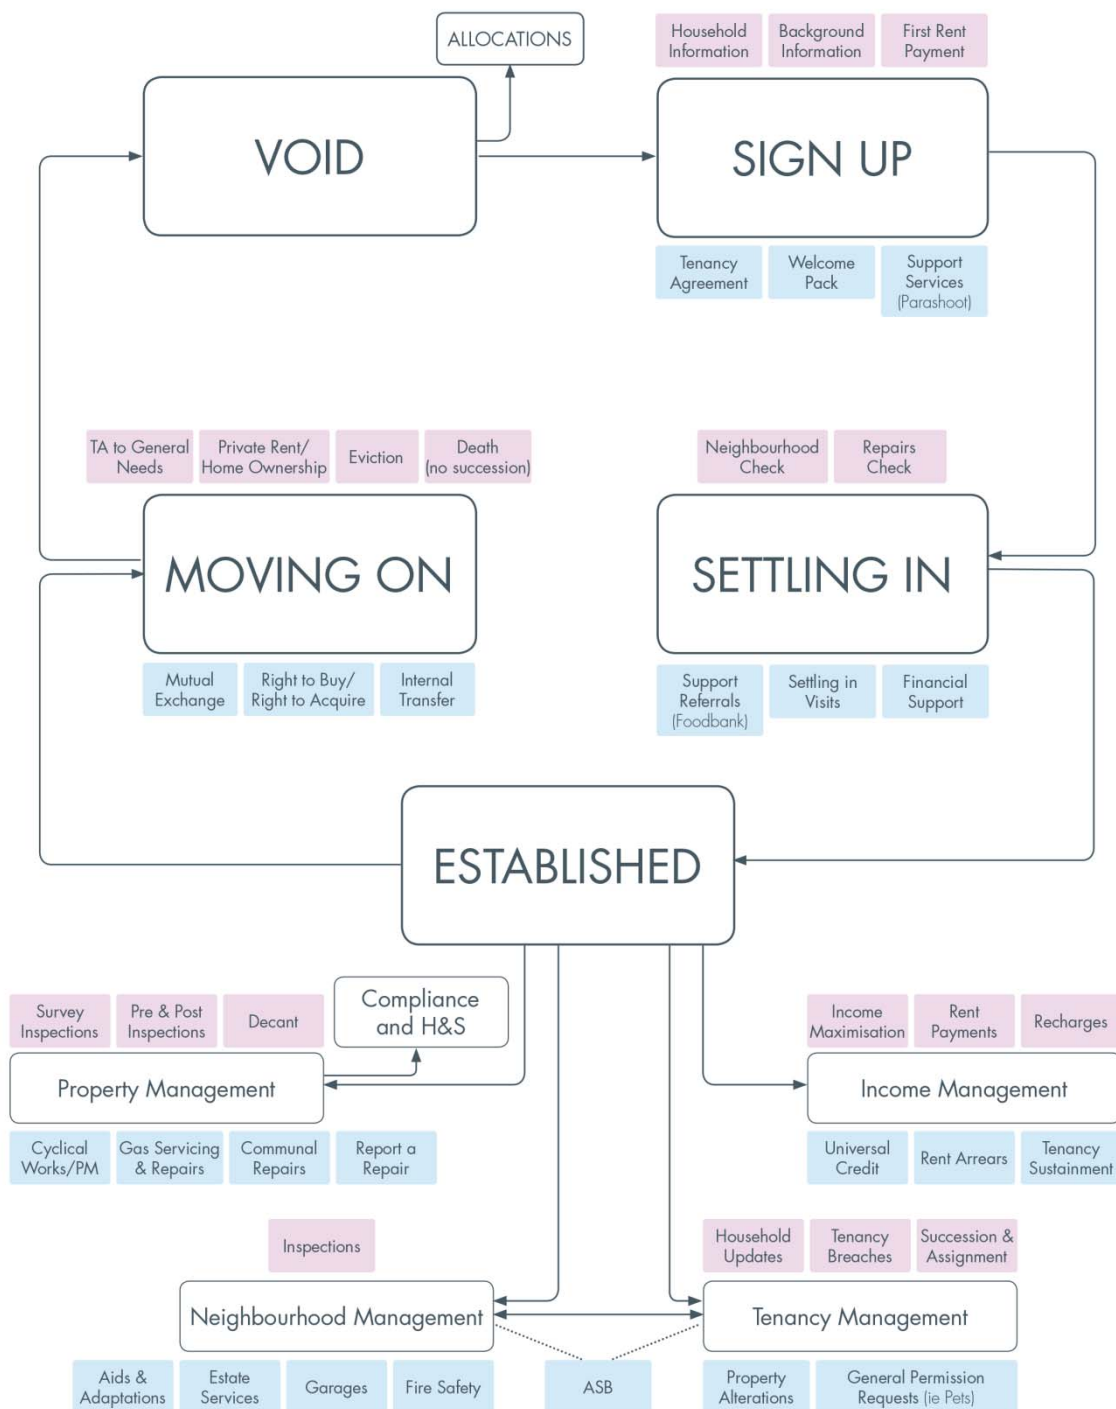 ALLOCATIONS
Household
Information
Background
Information
First Rent
Payment
VOID
SIGN UP
Tenancy
Agreement
Welcome
Pack
Support
Services
(Parashoot)
TA to General
Needs
Private Rent/
Home Ownership
Eviction
Death
(no succession)
Neighbourhood
Check
Repairs
Check
MOVING ON
SETTLING IN
Mutual
Exchange
Right to Buy/
Right to Acquire
Internal
Transfer
Support
Referrals
(Foodbank)
Settling in
Visits
Financial
Support
ESTABLISHED
Survey
Inspections
Pre & Post
Inspections
Decant
Compliance
and H&S
Income
Maximisation
Rent
Payments
Recharges
Property Management
Income Management
Cyclical
Works/PM
Gas Servicing
& Repairs
Communal
Repairs
Report a
Repair
Universal
Credit
Rent Arrears
Tenancy
Sustainment
Inspections
Household
Updates
Tenancy
Breaches
Succession &
Assignment
Neighbourhood Management
Tenancy Management
Aids &
Adaptations
Estate
Services
Garages
Fire Safety
ASB
Property
Alterations
General Permission
Requests (ie Pets)